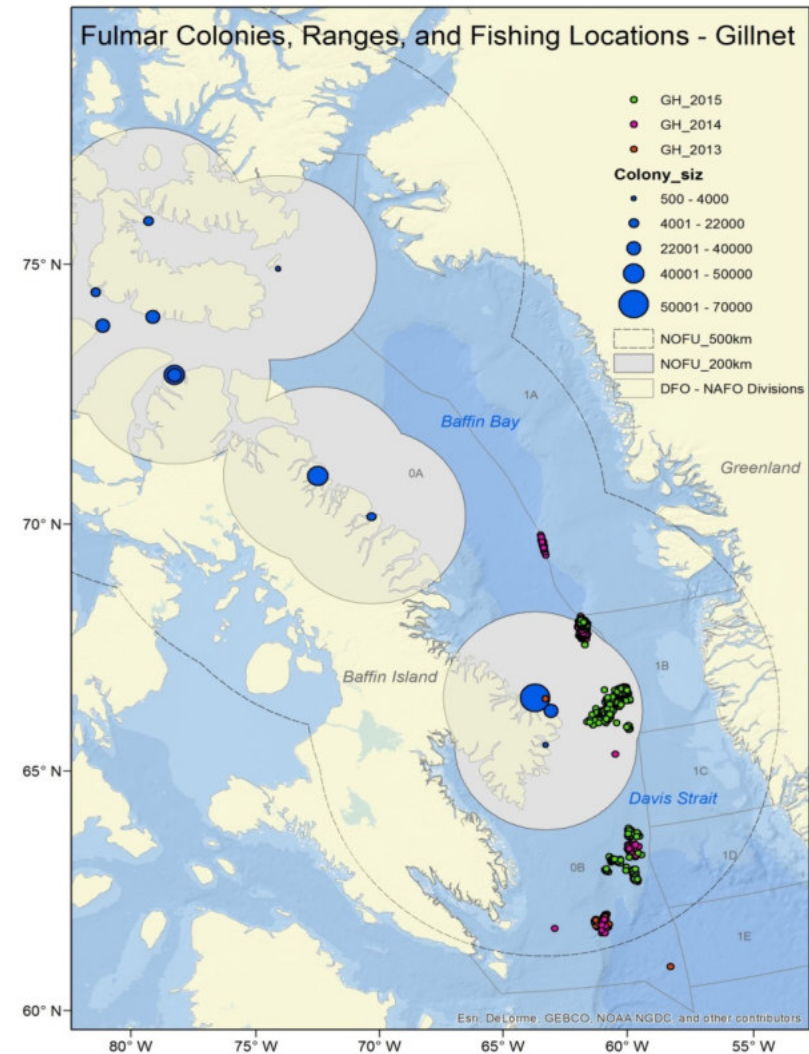 Fulmar Colonies, Ranges, and Fishing Locations - Gillnet
GH_2015
GH_2014
GH_2013
Colony_siz
500 - 4000
4001 - 22000
22001 - 40000
40001 - 50000
50001 - 70000
NOFU_500km
NOFU_200km
DFO - NAFO Divisions
75° N
1A
Baffin Bay
Greenland
0A
70° N
Baffin Island
1B
65° N
1C
Davis Strait
1D
0B
1E
60° N
Esri, DeLorme, GEBCO, NOAA NGDC, and other contributors
80° W
75° W
70° W
65° W
60° W
55° W